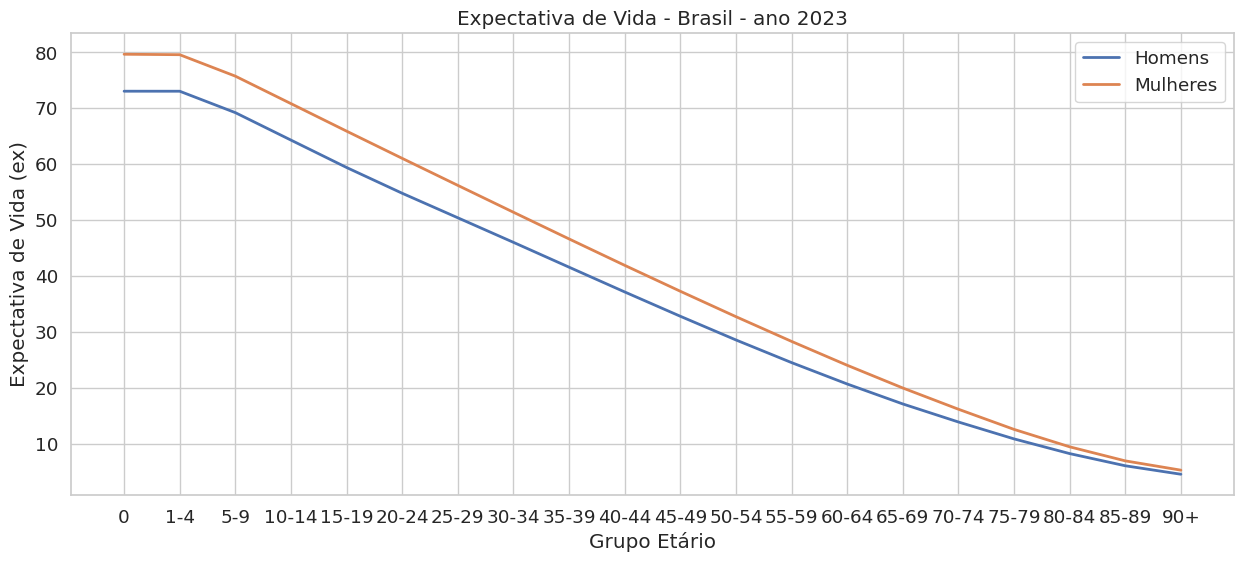 Expectativa de Vida - Brasil - ano 2023
Homens
Mulheres
Expectativa de Vida (ex)
80
70
60
50
40
30
20
10
0 1-4 5-9 10-14 15-19 20-24 25-29 30-34 35-39 40-44 45-49 50-54 55-59 60-64 65-69 70-74 75-79 80-84 85-89 90+
Grupo Etário